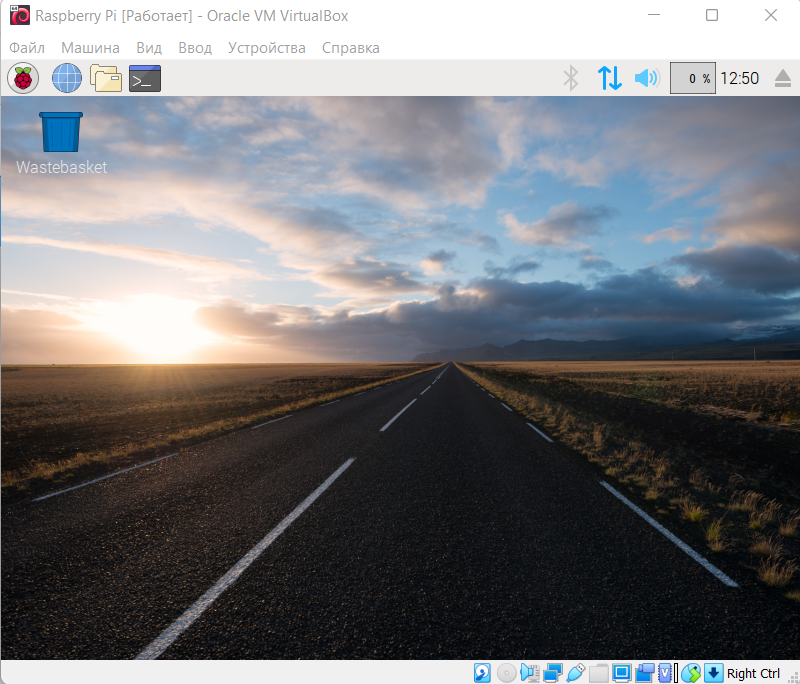 Raspberry Pi [Работает] - Oracle VM VirtualBox
Файл Машина Вид Ввод Устройства Справка
0 % 12:50
Wastebasket
Right Ctrl